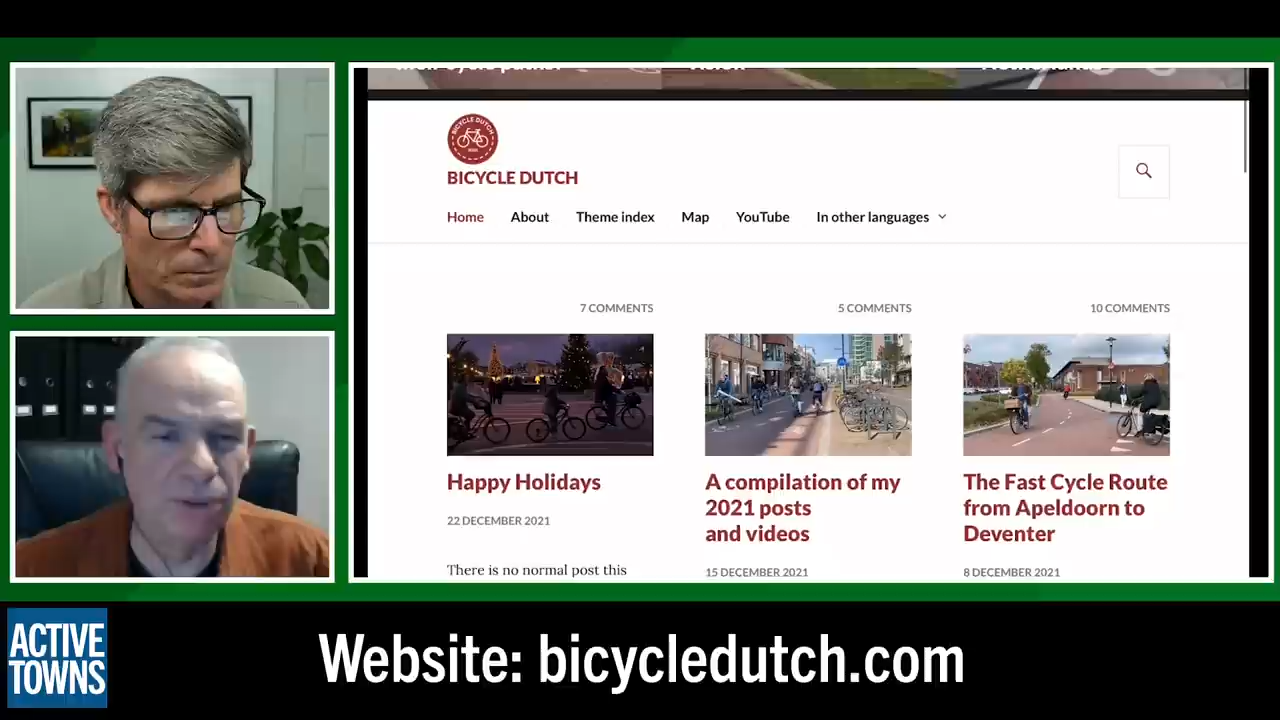 BICYCLE DUTCH
BICYCLE DUTCH
Home About Theme index Map YouTube In other languages
7 COMMENTS
5 COMMENTS
10 COMMENTS
Happy Holidays
22 DECEMBER 2021
There is no normal post this
A compilation of my
2021 posts
and videos
15 DECEMBER 2021
The Fast Cycle Route
from Apeldoorn to
Deventer
8 DECEMBER 2021
ACTIVE
TOWNS
Website: bicycledutch.com